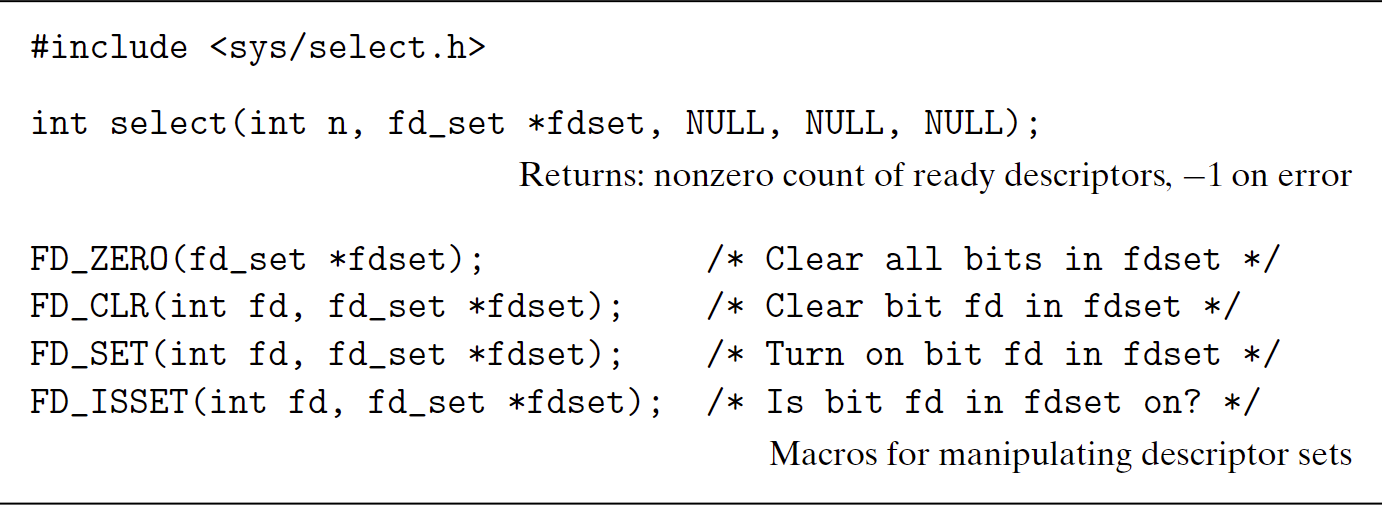 #include <sys/select.h>
int select(int n, fd_set *fdset, NULL, NULL, NULL);
Returns: nonzero count of ready descriptors, −1 on error
FD_ZERO(fd_set *fdset); /* Clear all bits in fdset */
FD_CLR(int fd, fd_set *fdset); /* Clear bit fd in fdset */
FD_SET(int fd, fd_set *fdset); /* Turn on bit fd in fdset */
FD_ISSET(int fd, fd_set *fdset); /* Is bit fd in fdset on? */
Macros for manipulating descriptor sets